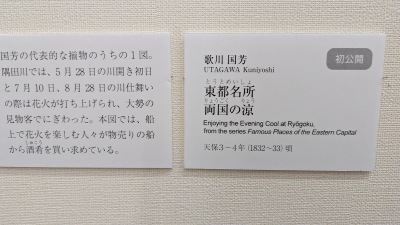 国芳の代表的な揃物のうちの1図。
隅田川では、5月28日の川開き初日
と7月10日、8月28日の川仕舞い
の際は花火が打ち上げられ、大勢の
見物客でにぎわった。本図では、船
上で花火を楽しむ人々が物売りの船
から酒肴を買い求めている。
しゅこう
初公開
歌川 国芳
UTAGAWA Kuniyoshi
とうとめいしょ
東都名所
りょうごく りょう
両国の涼
Enjoying the Evening Cool at Ryōgoku,
from the series Famous Places of the Eastern Capital
天保3－4年(1832－33)頃